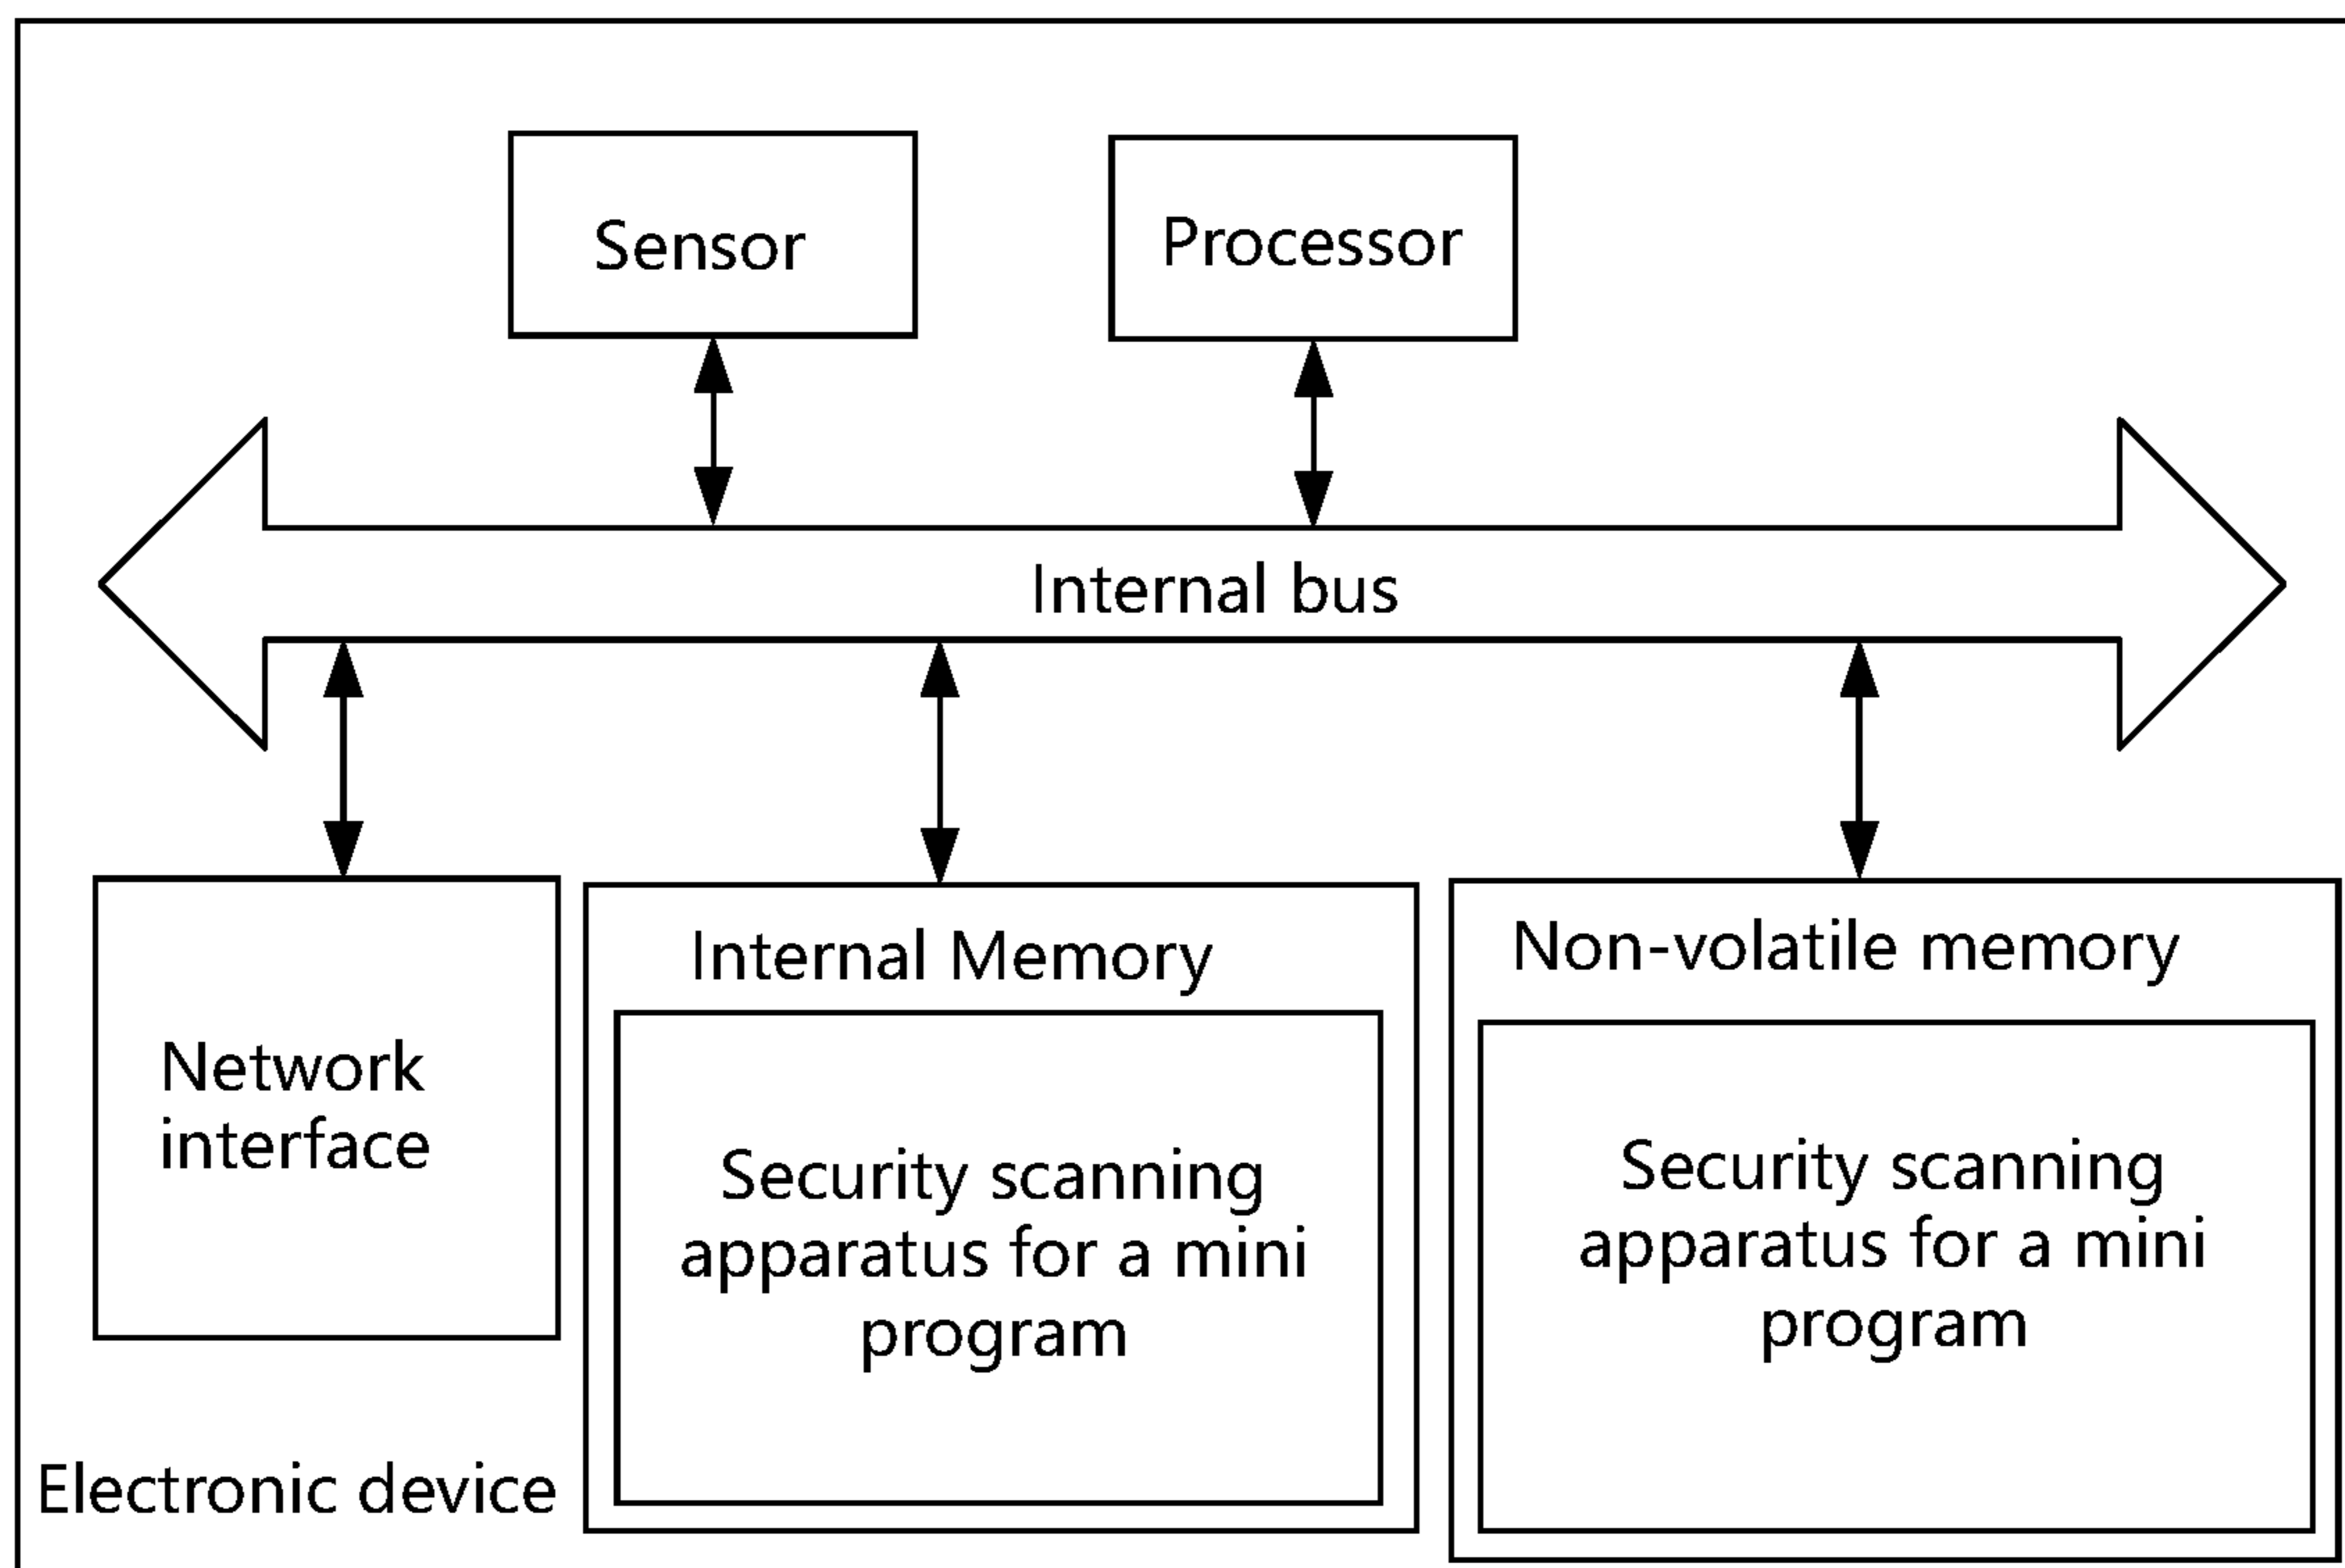 Sensor
Processor
Internal bus
Network
interface
Internal Memory
Security scanning
apparatus for a mini
program
Non-volatile memory
Security scanning
apparatus for a mini
program
Electronic device